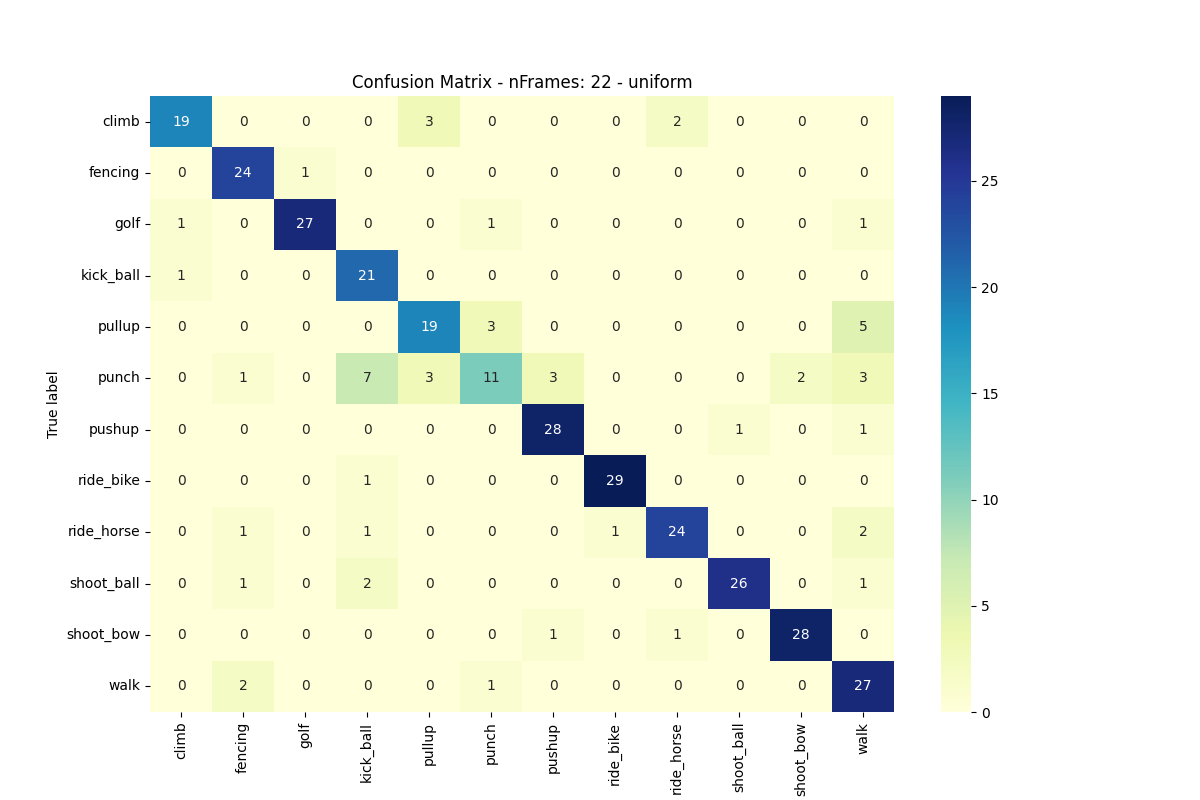 Confusion Matrix - nFrames: 22 - uniform
True label
climb 19 0 0 0 3 0 0 0 2 0 0 0
fencing 0 24 1 0 0 0 0 0 0 0 0 0
golf 1 0 27 0 0 1 0 0 0 0 0 1
kick_ball 1 0 0 21 0 0 0 0 0 0 0 0
pullup 0 0 0 0 19 3 0 0 0 0 0 5
punch 0 1 0 7 3 11 3 0 0 0 2 3
pushup 0 0 0 0 0 0 28 0 0 1 0 1
ride_bike 0 0 0 1 0 0 0 29 0 0 0 0
ride_horse 0 1 0 1 0 0 0 1 24 0 0 2
shoot_ball 0 1 0 2 0 0 0 0 0 26 0 1
shoot_bow 0 0 0 0 0 0 1 0 1 0 28 0
walk 0 2 0 0 0 1 0 0 0 0 0 27
climb fencing golf kick_ball pullup punch pushup ride_bike ride_horse shoot_ball shoot_bow walk
25
20
15
10
5
0